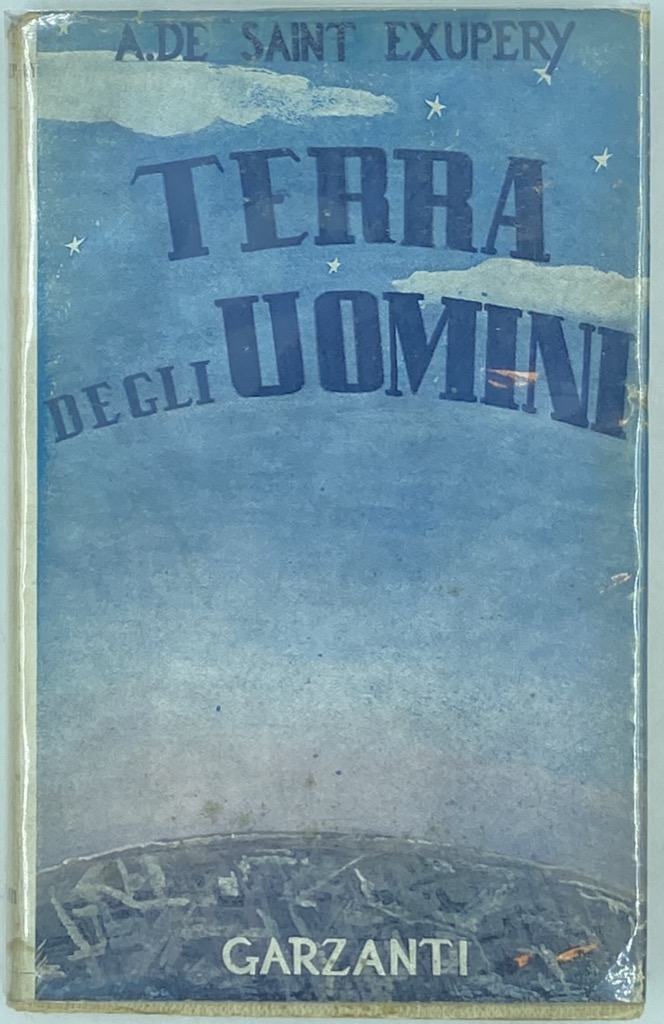 A.DE SAINT EXUPERY
TERRA
DEGLI UOMINI
GARZANTI